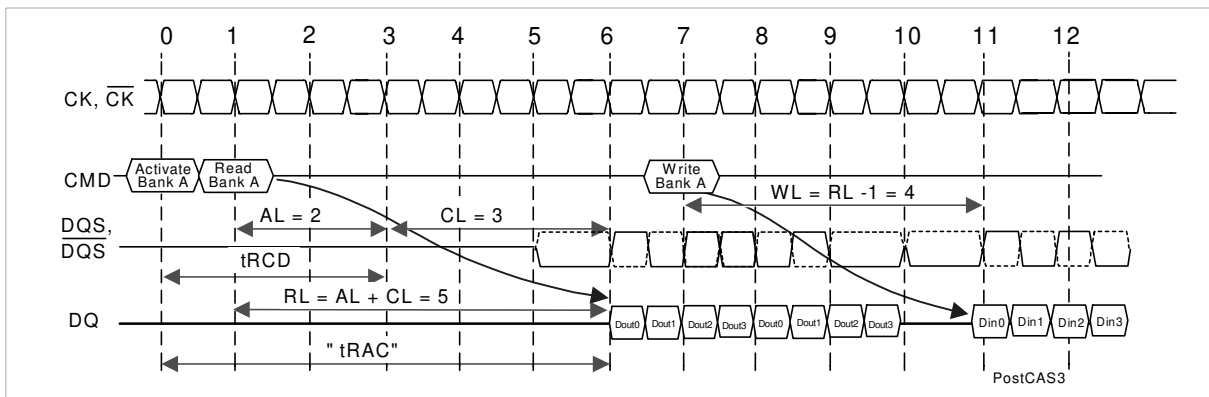 0 1 2 3 4 5 6 7 8 9 10 11 12
CK, CK
CMD
Activate
Bank A
Read
Bank A
Write
Bank A
WL = RL -1 = 4
AL = 2
CL = 3
DQS,
DQS
tRCD
RL = AL + CL = 5
DQ
Dout0 Dout1 Dout2 Dout3 Dout0 Dout1 Dout2 Dout3
Din0 Din1 Din2 Din3
" tRAC"
PostCAS3